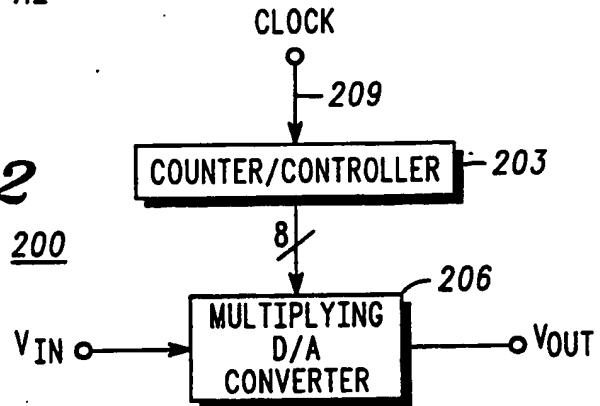 CLOCK
209
COUNTER/CONTROLLER
203
2
200
8
206
VIN
MULTIPLYING
D/A
CONVERTER
VOUT